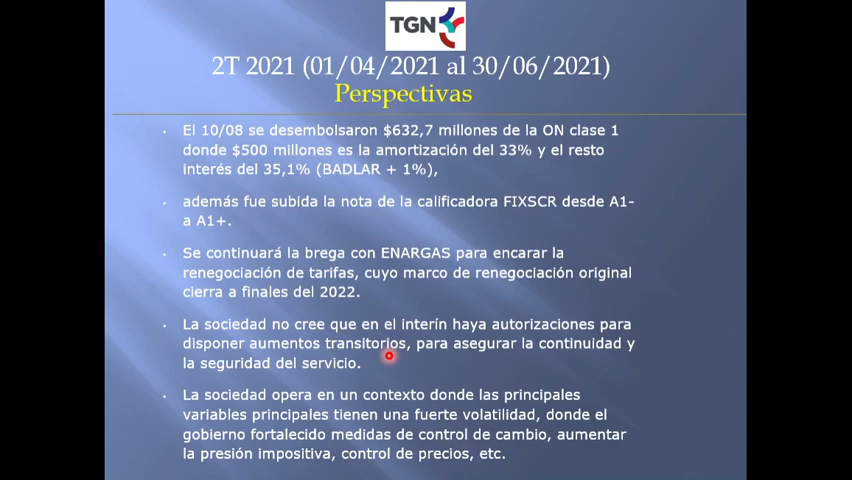 TGN
2T 2021 (01/04/2021 al 30/06/2021)
Perspectivas
El 10/08 se desembolsaron $632,7 millones de la ON clase 1
donde $500 millones es la amortización del 33% y el resto
interés del 35,1% (BADLAR + 1%),
además fue subida la nota de la calificadora FIXSCR desde A1-
a A1+.
Se continuará la brega con ENARGAS para encarar la
renegociación de tarifas, cuyo marco de renegociación original
cierra a finales del 2022.
La sociedad no cree que en el interín haya autorizaciones para
disponer aumentos transitorios, para asegurar la continuidad y
la seguridad del servicio.
La sociedad opera en un contexto donde las principales
variables principales tienen una fuerte volatilidad, donde el
gobierno fortalecido medidas de control de cambio, aumentar
la presión impositiva, control de precios, etc.